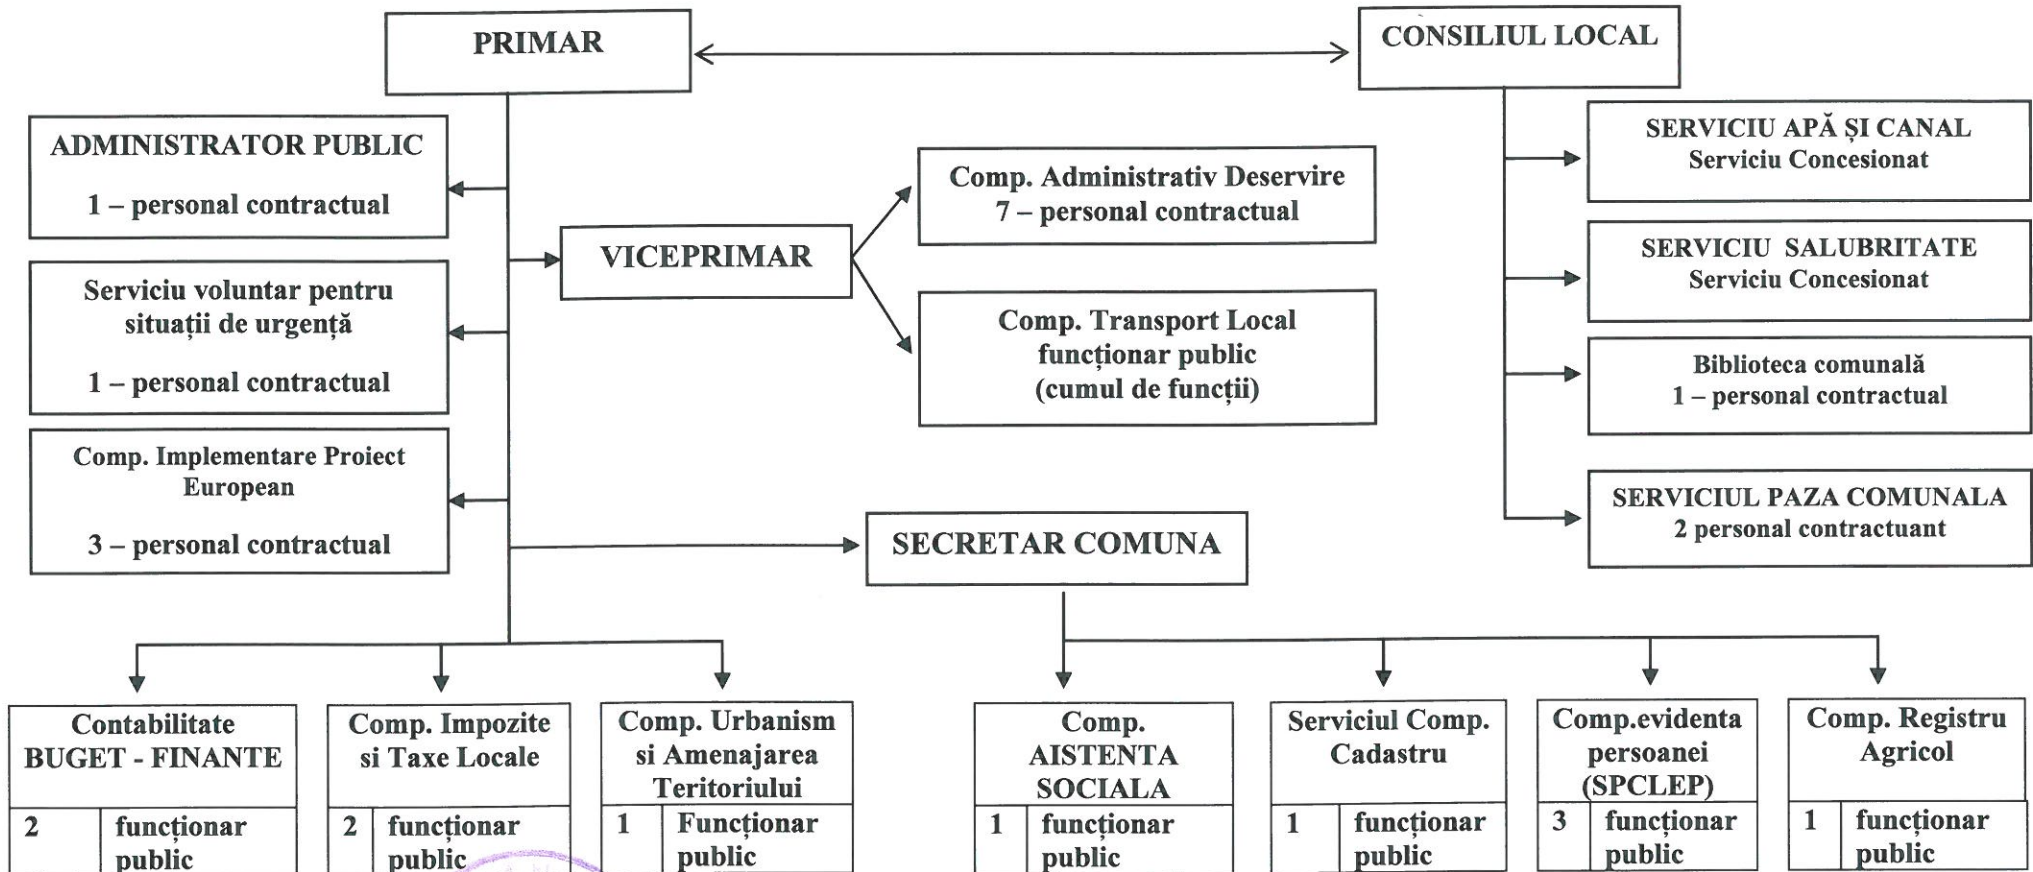 PRIMAR
CONSILIUL LOCAL
ADMINISTRATOR PUBLIC
1 – personal contractual
Serviciu voluntar pentru
situații de urgență
1 – personal contractual
Comp. Implementare Proiect
European
3 – personal contractual
VICEPRIMAR
Comp. Administrativ Deservire
7 – personal contractual
Comp. Transport Local
funcționar public
(cumul de funcții)
SERVICIU APĂ ȘI CANAL
Serviciu Concesionat
SERVICIU SALUBRITATE
Serviciu Concesionat
Biblioteca comunală
1 – personal contractual
SERVICIUL PAZA COMUNALA
2 personal contractuant
SECRETAR COMUNA
Contabilitate
BUGET - FINANTE
2 funcționar
public
Comp. Impozite
si Taxe Locale
2 funcționar
public
Comp. Urbanism
si Amenajarea
Teritoriului
1 Funcționar
public
Comp.
AISTENTA
SOCIALA
1 funcționar
public
Serviciul Comp.
Cadastru
1 funcționar
public
Comp.evidenta
persoanei
(SPCLEP)
3 funcționar
public
Comp. Registru
Agricol
1 funcționar
public